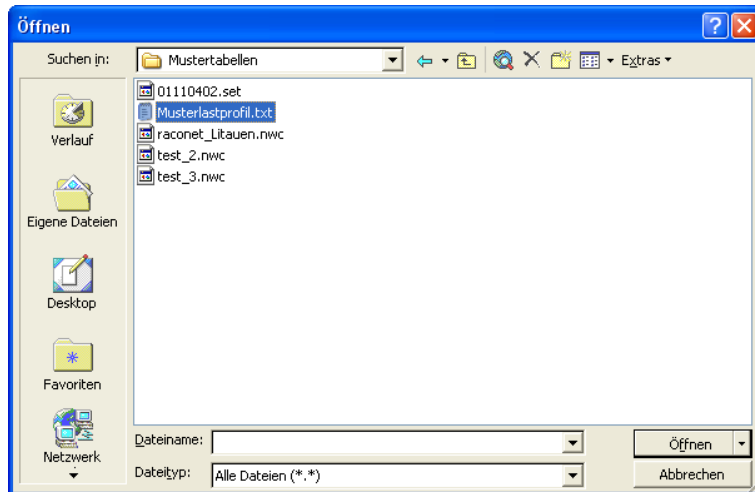 Öffnen
Suchen in: Mustertabellen Extras
01110402.set
Musterlastprofil.txt
raconet_Litauen.nwc
test_2.nwc
test_3.nwc
Verlauf
Eigene Dateien
Desktop
Favoriten
Netzwerk
Dateiname: Öffnen
Dateityp: Alle Dateien (*.*) Abbrechen